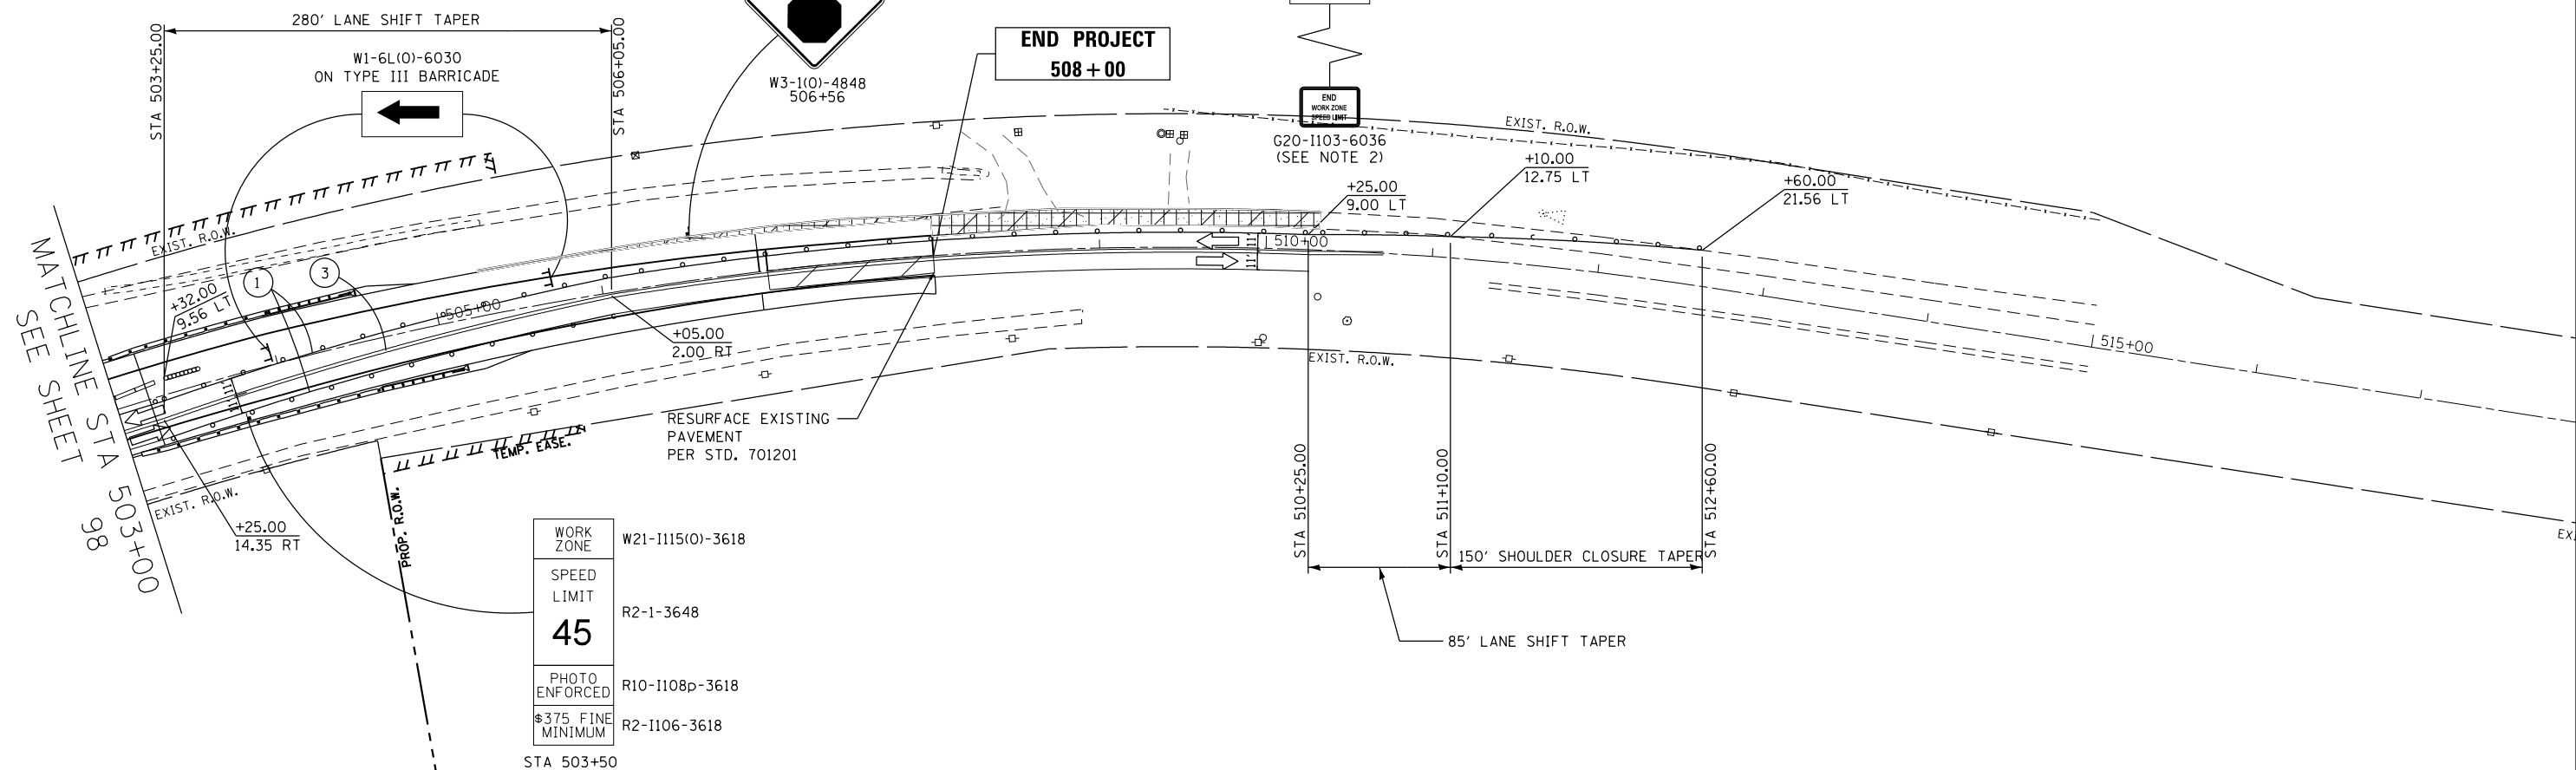 280' LANE SHIFT TAPER
STA 503+25.00
STA 506+05.00
W1-6L(O)-6030
ON TYPE III BARRICADE
W3-1(O)-4848
506+56
END PROJECT
508+00
END
WORK ZONE
SPEED LIMIT
G20-I103-6036
(SEE NOTE 2)
EXIST. R.O.W.
+10.00
12.75 LT
+60.00
21.56 LT
+25.00
9.00 LT
EXIST. R.O.W.
MATCHLINE STA 503+00
SEE SHEET 98
+32.00
9.56 LT
1
3
505+00
11'
11'
+05.00
2.00 RT
510+00
11'
11'
515+00
EXIST. R.O.W.
RESURFACE EXISTING
PAVEMENT
PER STD. 701201
TEMP. EASE.
PROP. R.O.W.
EXIST. R.O.W.
+25.00
14.35 RT
STA 510+25.00
STA 511+10.00
STA 512+60.00
150' SHOULDER CLOSURE TAPER
85' LANE SHIFT TAPER
WORK
ZONE
W21-I115(O)-3618
SPEED
LIMIT
45
R2-1-3648
PHOTO
ENFORCED
R10-I108p-3618
$375 FINE
MINIMUM
R2-I106-3618
STA 503+50